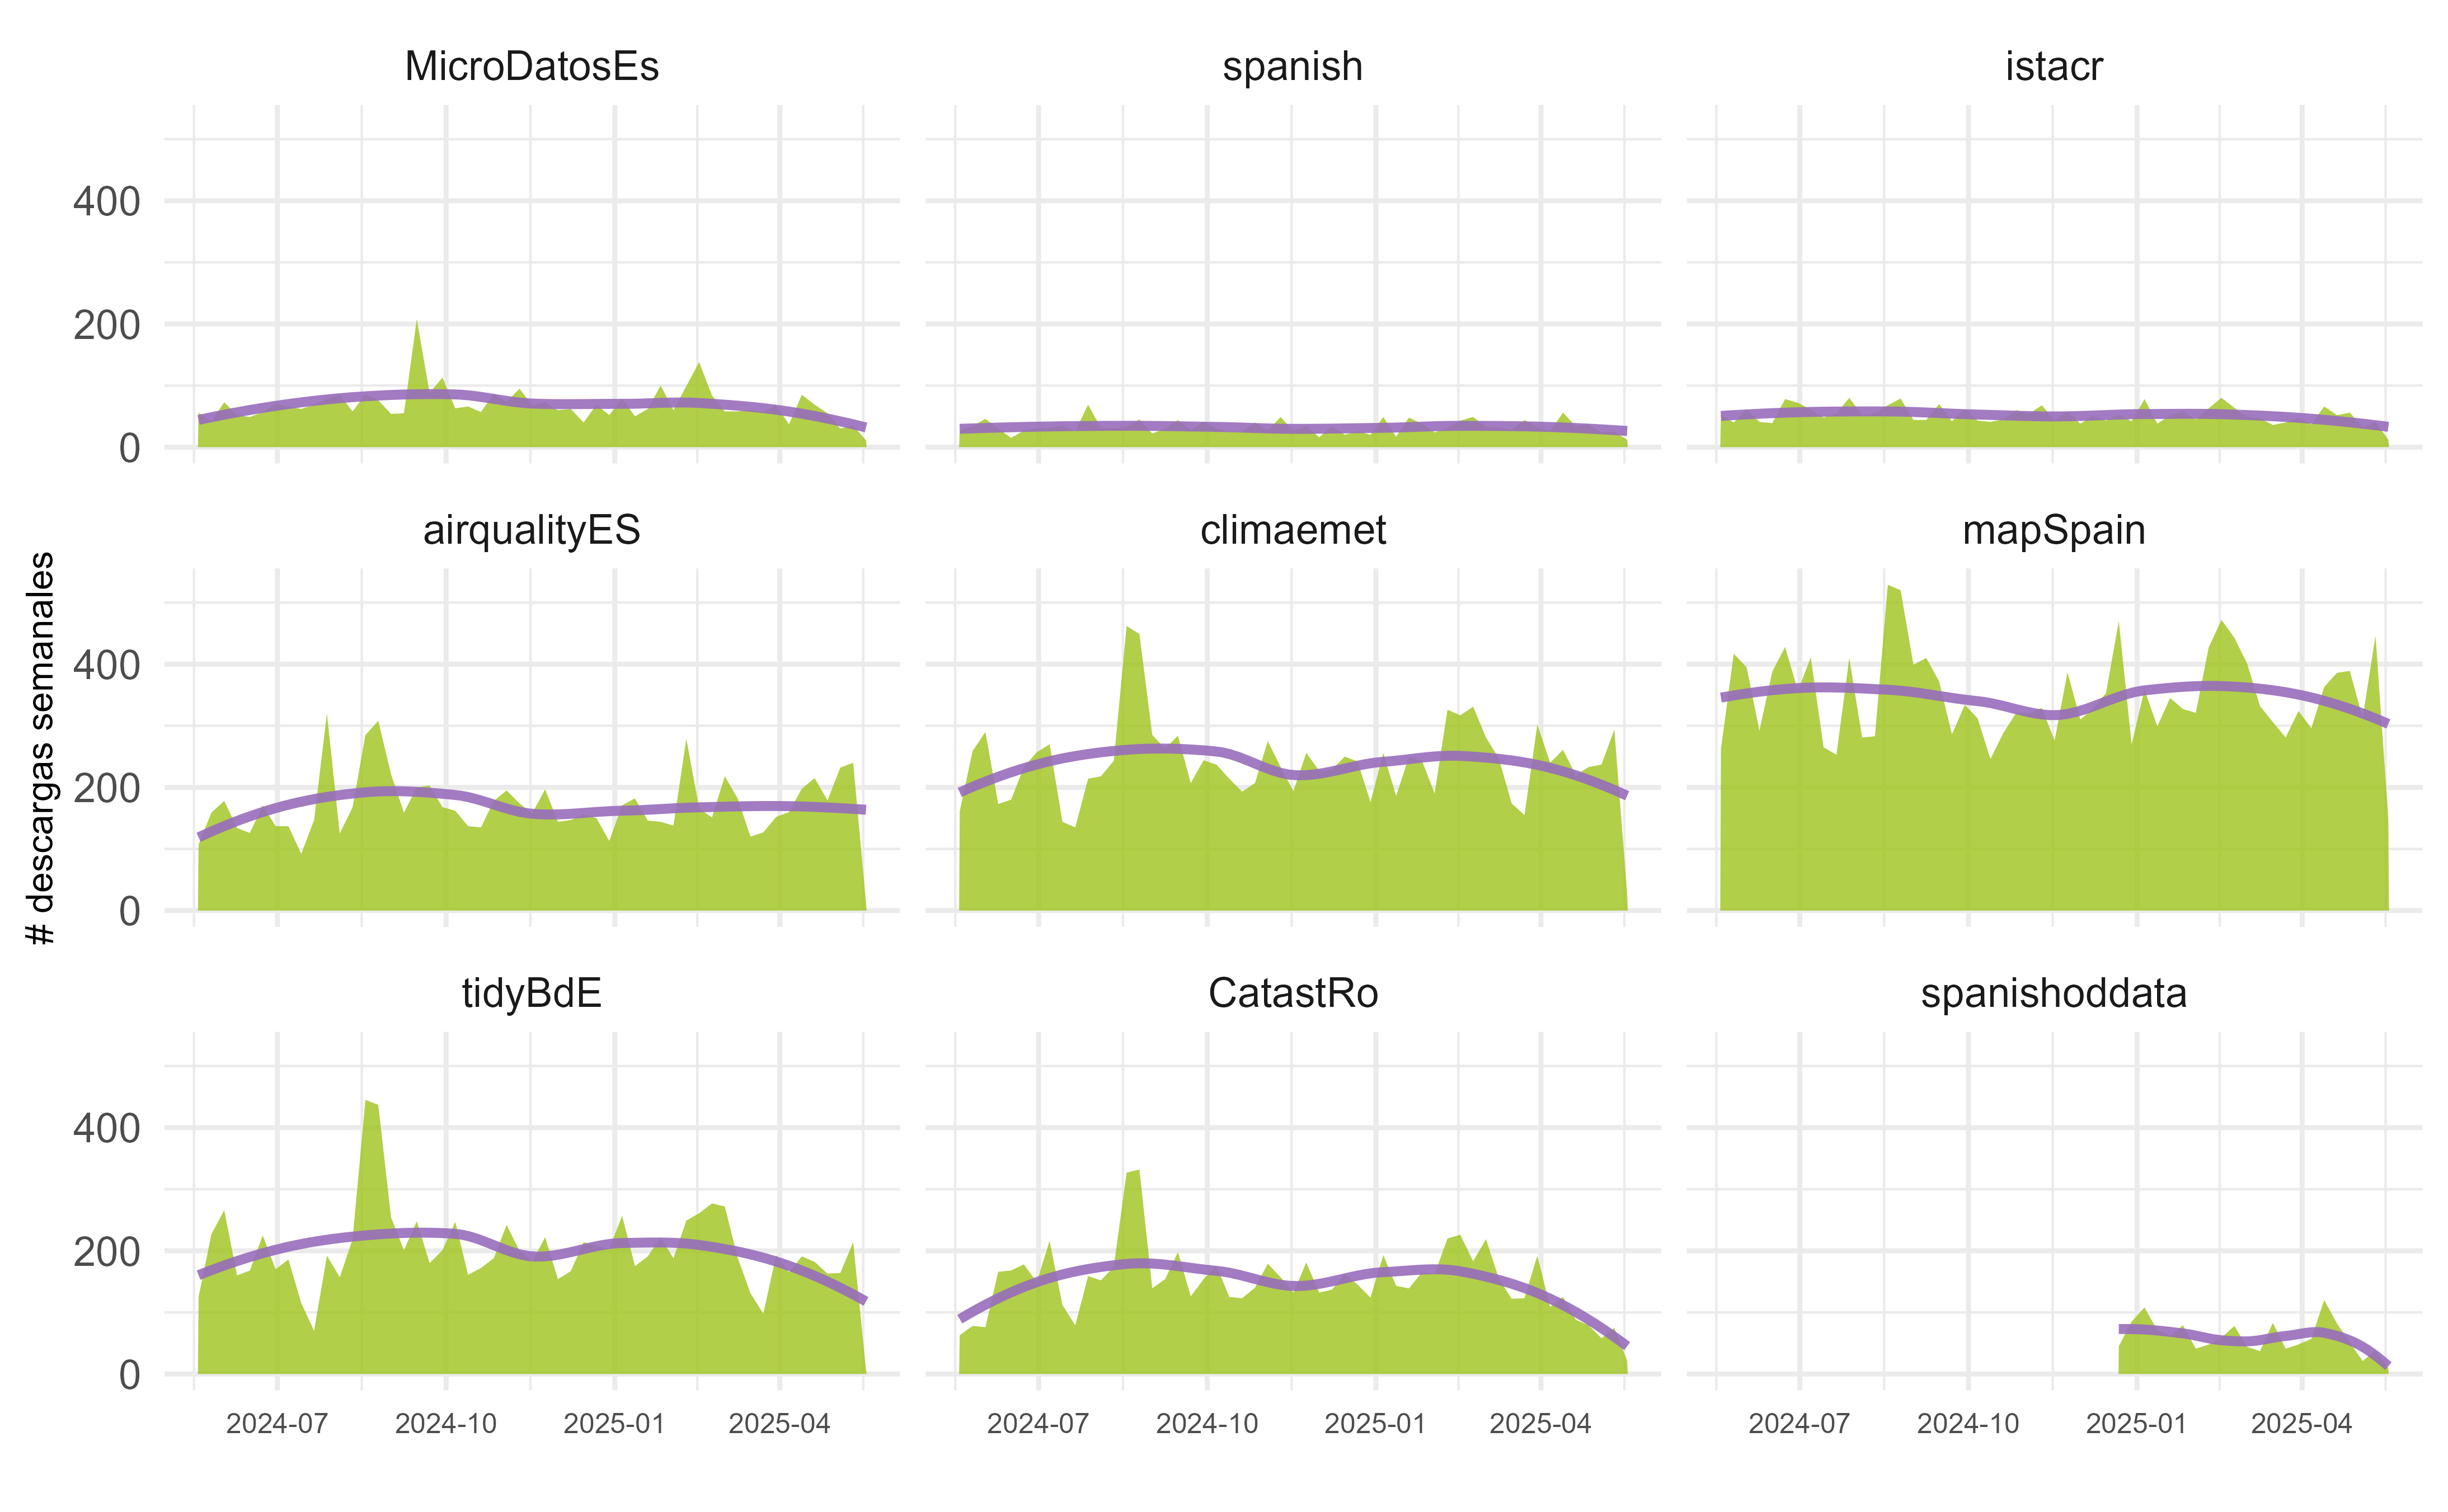 MicroDatosEs
spanish
istacr
400
200
0
airqualityES
climaemet
mapSpain
# descargas semanales
400
200
0
tidyBdE
CatastRo
spanishoddata
400
200
0
2024-07
2024-10
2025-01
2025-04
2024-07
2024-10
2025-01
2025-04
2024-07
2024-10
2025-01
2025-04